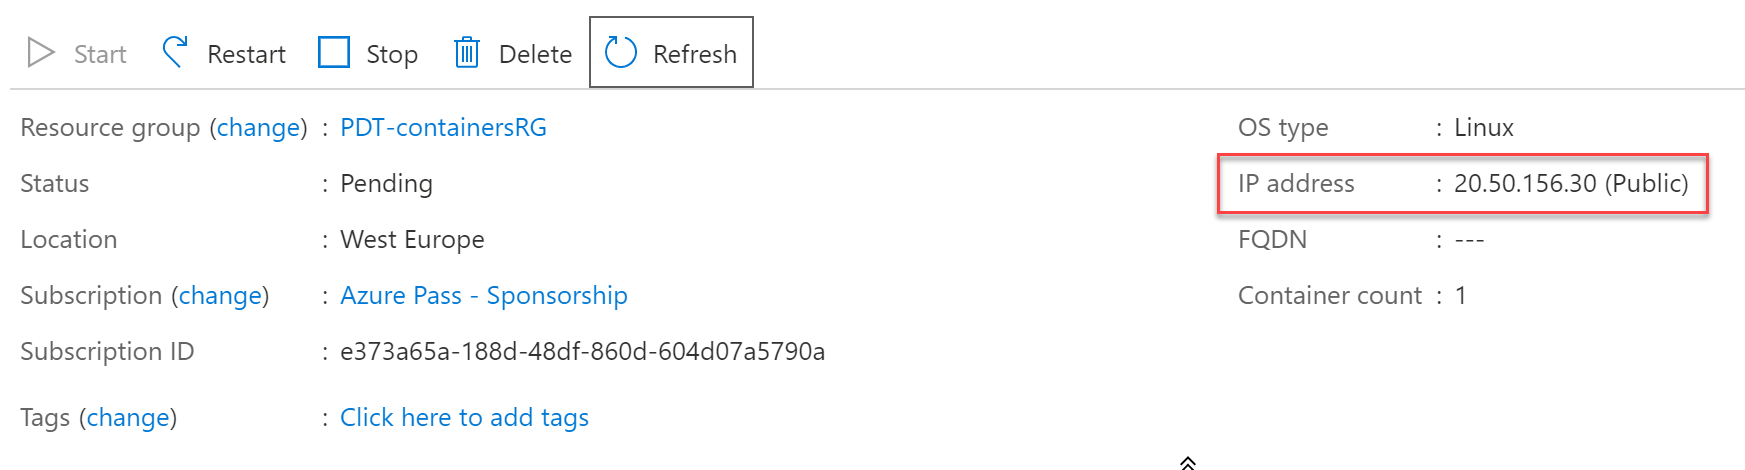 Start Restart Stop Delete Refresh
Resource group (change) : PDT-containersRG
Status : Pending
Location : West Europe
Subscription (change) : Azure Pass - Sponsorship
Subscription ID : e373a65a-188d-48df-860d-604d07a5790a
Tags (change) : Click here to add tags
OS type : Linux
IP address : 20.50.156.30 (Public)
FQDN : ---
Container count : 1